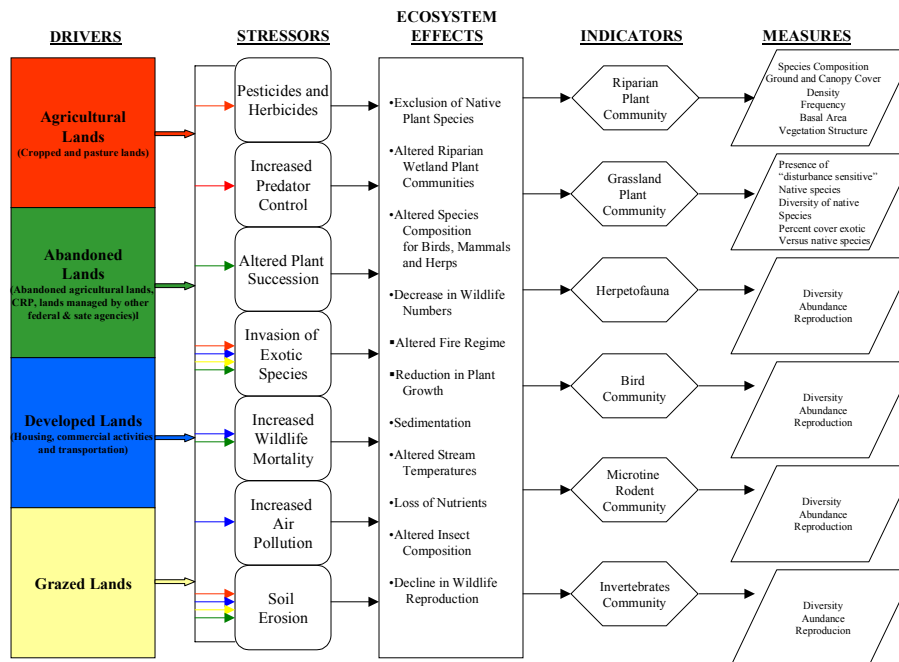 DRIVERS
STRESSORS
ECOSYSTEM
EFFECTS
INDICATORS
MEASURES
Agricultural
Lands
(Cropped and pasture lands)
Abandoned
Lands
(Abandoned agricultural lands,
CRP, lands managed by other
federal & sate agencies)l
Developed Lands
(Housing, commercial activities
and transportation)
Grazed Lands
Pesticides and
Herbicides
Increased
Predator
Control
Altered Plant
Succession
Invasion of
Exotic
Species
Increased
Wildlife
Mortality
Increased
Air
Pollution
Soil
Erosion
•Exclusion of Native
Plant Species
•Altered Riparian
Wetland Plant
Communities
•Altered Species
Composition
for Birds, Mammals
and Herps
•Decrease in Wildlife
Numbers
▪Altered Fire Regime
▪Reduction in Plant
Growth
•Sedimentation
•Altered Stream
Temperatures
•Loss of Nutrients
•Altered Insect
Composition
•Decline in Wildlife
Reproduction
Riparian
Plant
Community
Grassland
Plant
Community
Herpetofauna
Bird
Community
Microtine
Rodent
Community
Invertebrates
Community
Species Composition
Ground and Canopy Cover
Density
Frequency
Basal Area
Vegetation Structure
Presence of
“disturbance sensitive”
Native species
Diversity of native
Species
Percent cover exotic
Versus native species
Diversity
Abundance
Reproduction
Diversity
Abundance
Reproduction
Diversity
Abundance
Reproduction
Diversity
Aundance
Reproducion